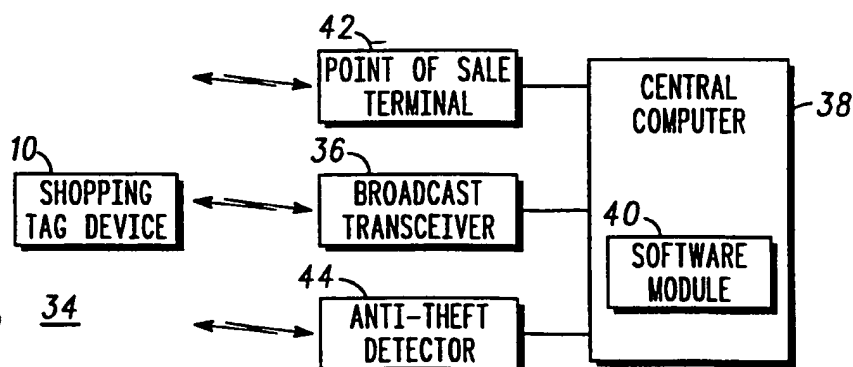 42
POINT OF SALE
TERMINAL
CENTRAL
COMPUTER
38
10
SHOPPING
TAG DEVICE
36
BROADCAST
TRANSCEIVER
40
SOFTWARE
MODULE
34
44
ANTI-THEFT
DETECTOR